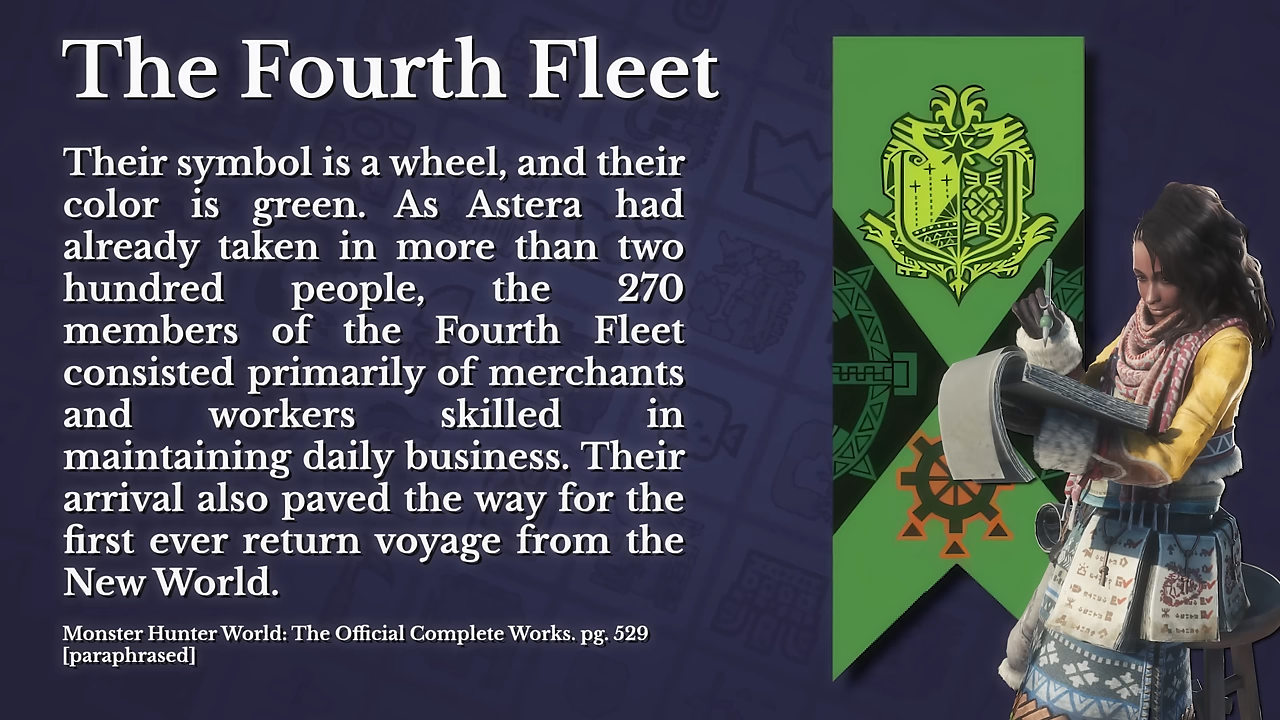 The Fourth Fleet
Their symbol is a wheel, and their
color is green. As Astera had
already taken in more than two
hundred people, the 270
members of the Fourth Fleet
consisted primarily of merchants
and workers skilled in
maintaining daily business. Their
arrival also paved the way for the
first ever return voyage from the
New World.
Monster Hunter World: The Official Complete Works. pg. 529
[paraphrased]